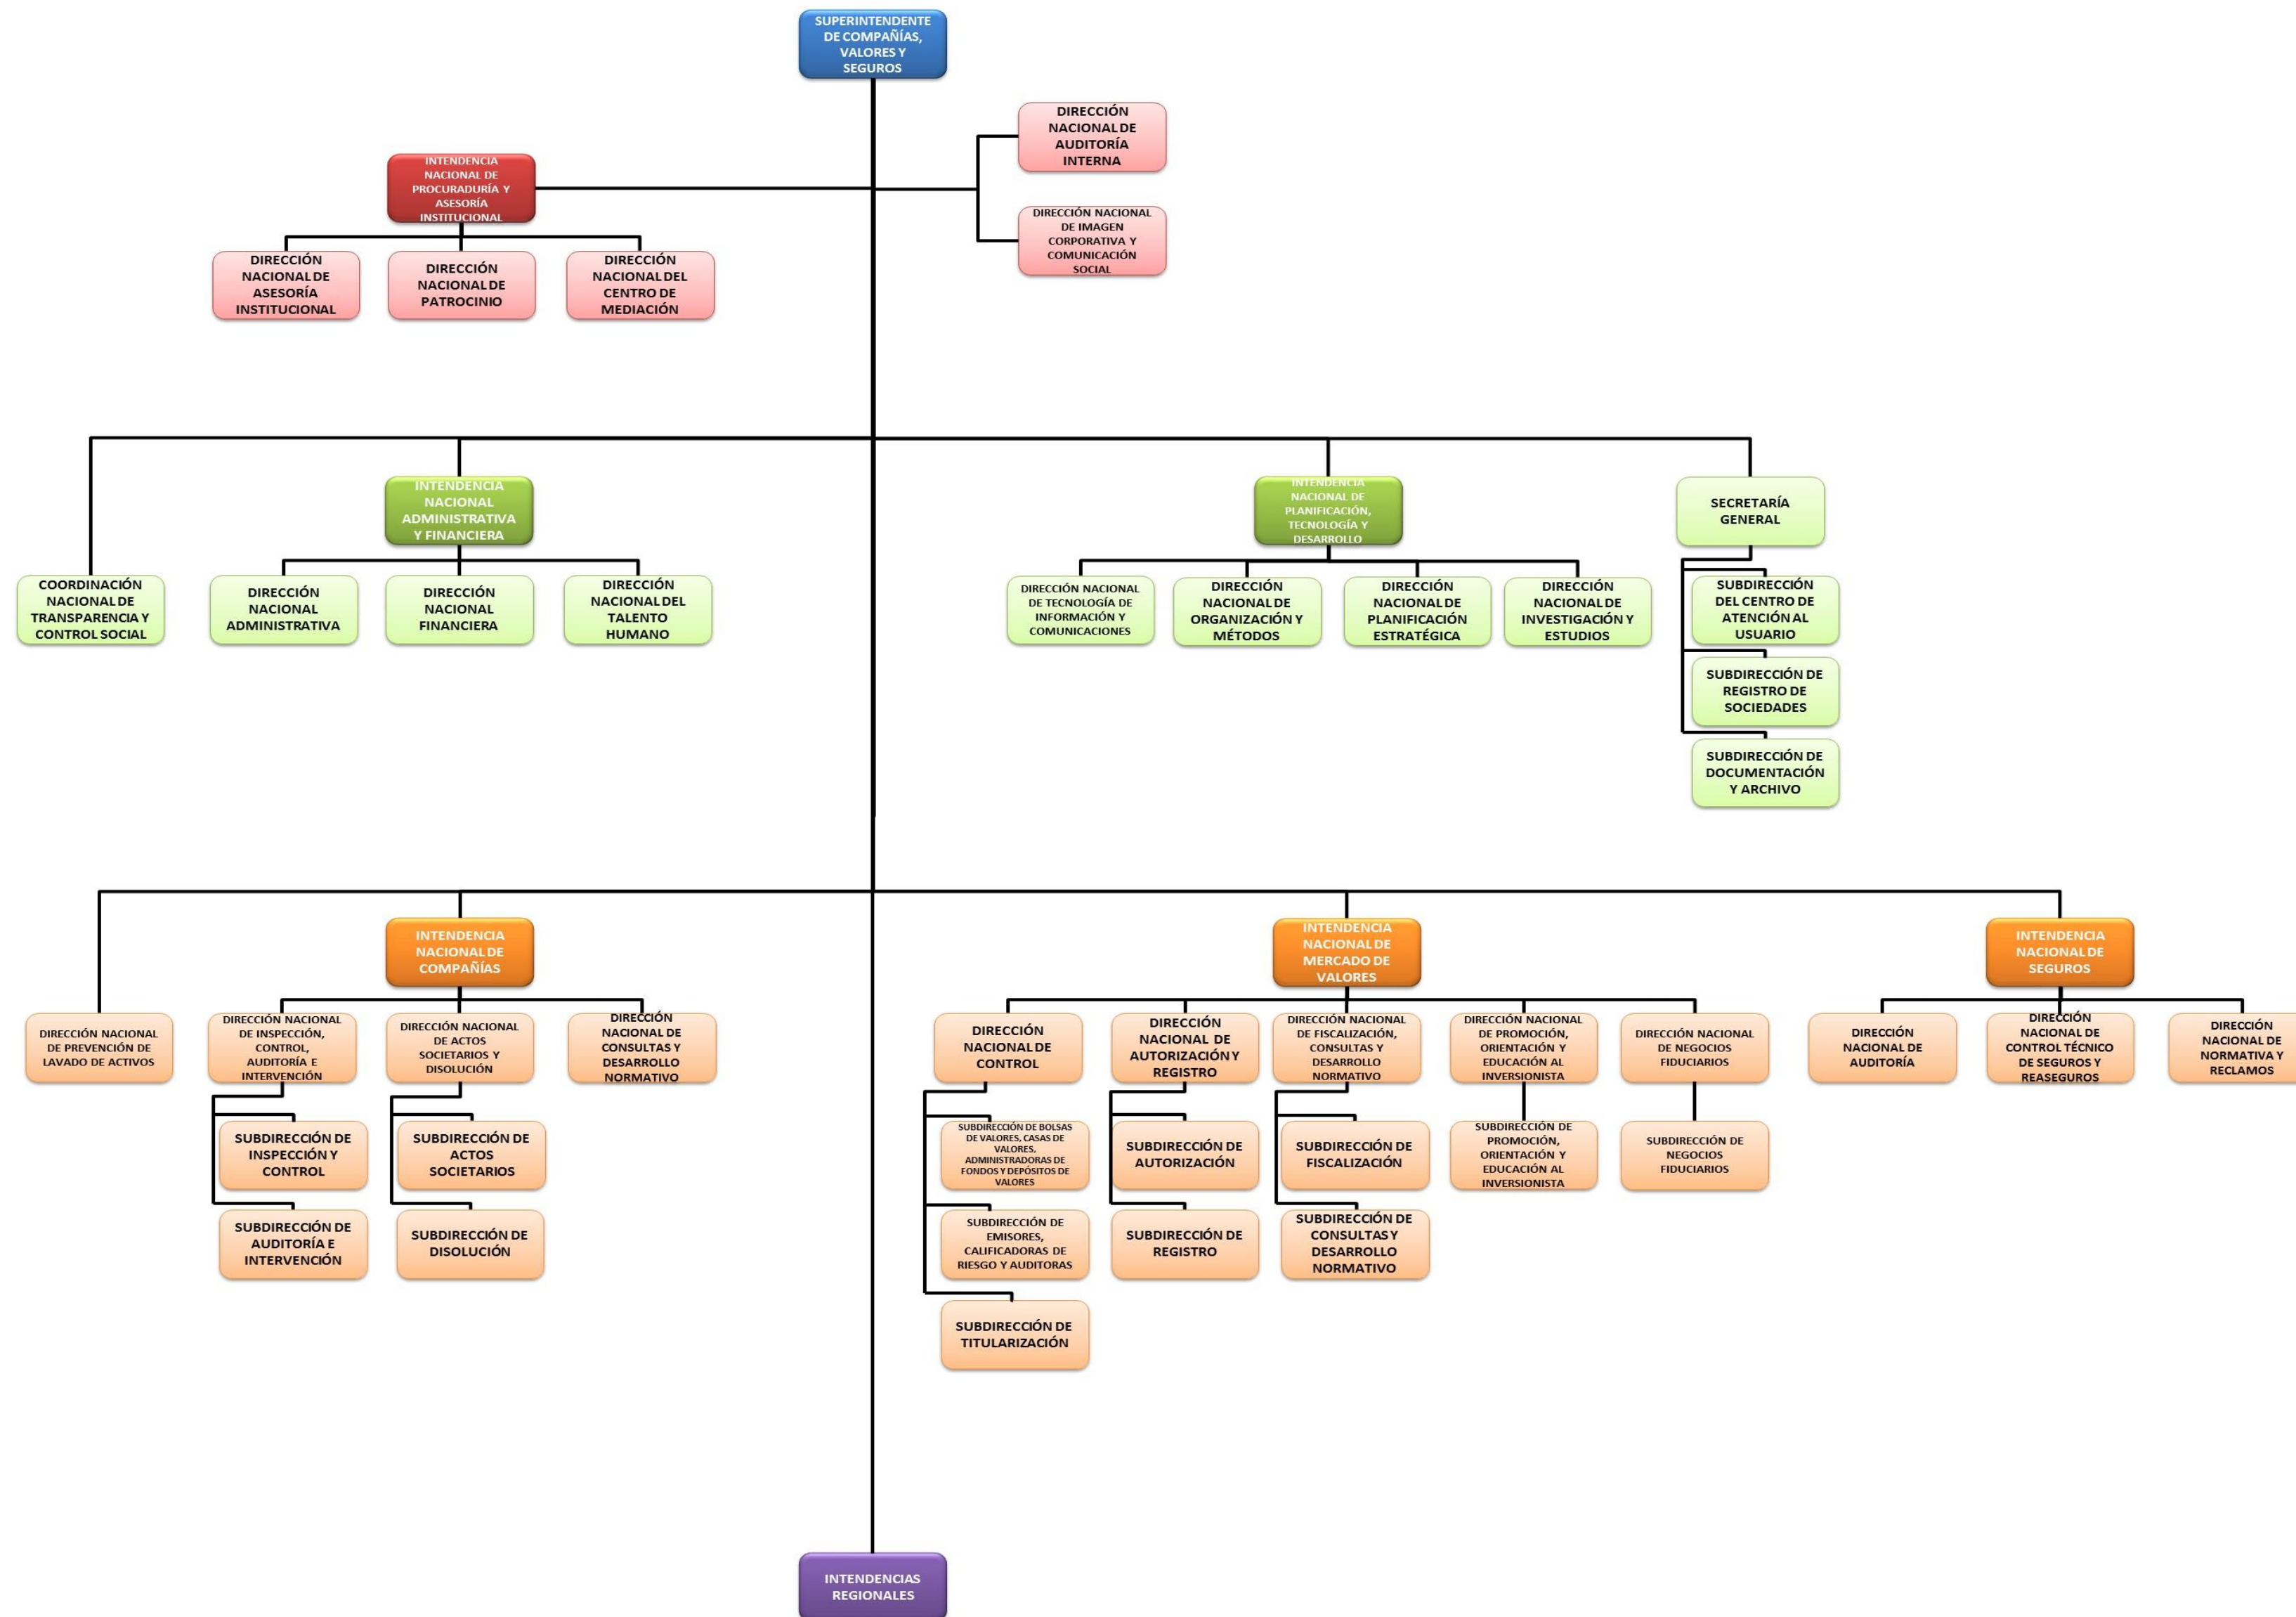 SUPERINTENDENTE
DE COMPAÑÍAS,
VALORES Y
SEGUROS
DIRECCIÓN
NACIONAL DE
AUDITORÍA
INTERNA
INTENDENCIA
NACIONAL DE
PROCURADURÍA Y
ASESORÍA
INSTITUCIONAL
DIRECCIÓN NACIONAL
DE IMAGEN
CORPORATIVA Y
COMUNICACIÓN
SOCIAL
DIRECCIÓN
NACIONAL DE
ASESORÍA
INSTITUCIONAL
DIRECCIÓN
NACIONAL DE
PATROCINIO
DIRECCIÓN
NACIONAL DEL
CENTRO DE
MEDIACIÓN
INTENDENCIA
NACIONAL
ADMINISTRATIVA
Y FINANCIERA
INTENDENCIA
NACIONAL DE
PLANIFICACIÓN,
TECNOLOGÍA Y
DESARROLLO
SECRETARÍA
GENERAL
COORDINACIÓN
NACIONAL DE
TRANSPARENCIA Y
CONTROL SOCIAL
DIRECCIÓN
NACIONAL
ADMINISTRATIVA
DIRECCIÓN
NACIONAL
FINANCIERA
DIRECCIÓN
NACIONAL DEL
TALENTO
HUMANO
DIRECCIÓN NACIONAL
DE TECNOLOGÍA DE
INFORMACIÓN Y
COMUNICACIONES
DIRECCIÓN
NACIONAL DE
ORGANIZACIÓN Y
MÉTODOS
DIRECCIÓN
NACIONAL DE
PLANIFICACIÓN
ESTRATÉGICA
DIRECCIÓN
NACIONAL DE
INVESTIGACIÓN Y
ESTUDIOS
SUBDIRECCIÓN
DEL CENTRO DE
ATENCIÓN AL
USUARIO
SUBDIRECCIÓN DE
REGISTRO DE
SOCIEDADES
SUBDIRECCIÓN DE
DOCUMENTACIÓN
Y ARCHIVO
INTENDENCIA
NACIONAL DE
COMPAÑÍAS
INTENDENCIA
NACIONAL DE
MERCADO DE
VALORES
INTENDENCIA
NACIONAL DE
SEGUROS
DIRECCIÓN NACIONAL
DE PREVENCIÓN DE
LAVADO DE ACTIVOS
DIRECCIÓN NACIONAL
DE INSPECCIÓN,
CONTROL,
AUDITORÍA E
INTERVENCIÓN
DIRECCIÓN NACIONAL
DE ACTOS
SOCIETARIOS Y
DISOLUCIÓN
DIRECCIÓN
NACIONAL DE
CONSULTAS Y
DESARROLLO
NORMATIVO
DIRECCIÓN
NACIONAL DE
CONTROL
DIRECCIÓN
NACIONAL DE
AUTORIZACIÓN Y
REGISTRO
DIRECCIÓN NACIONAL
DE FISCALIZACIÓN,
CONSULTAS Y
DESARROLLO
NORMATIVO
DIRECCIÓN NACIONAL
DE PROMOCIÓN,
ORIENTACIÓN Y
EDUCACIÓN AL
INVERSIONISTA
DIRECCIÓN NACIONAL
DE NEGOCIOS
FIDUCIARIOS
DIRECCIÓN
NACIONAL DE
AUDITORÍA
DIRECCIÓN
NACIONAL DE
CONTROL TÉCNICO
DE SEGUROS Y
REASEGUROS
DIRECCIÓN
NACIONAL DE
NORMATIVA Y
RECLAMOS
SUBDIRECCIÓN DE
INSPECCIÓN Y
CONTROL
SUBDIRECCIÓN DE
ACTOS
SOCIETARIOS
SUBDIRECCIÓN DE BOLSAS
DE VALORES, CASAS DE
VALORES,
ADMINISTRADORAS DE
FONDOS Y DEPÓSITOS DE
VALORES
SUBDIRECCIÓN DE
AUTORIZACIÓN
SUBDIRECCIÓN DE
FISCALIZACIÓN
SUBDIRECCIÓN DE
PROMOCIÓN,
ORIENTACIÓN Y
EDUCACIÓN AL
INVERSIONISTA
SUBDIRECCIÓN DE
NEGOCIOS
FIDUCIARIOS
SUBDIRECCIÓN DE
AUDITORÍA E
INTERVENCIÓN
SUBDIRECCIÓN DE
DISOLUCIÓN
SUBDIRECCIÓN DE
EMISORES,
CALIFICADORAS DE
RIESGO Y AUDITORAS
SUBDIRECCIÓN DE
REGISTRO
SUBDIRECCIÓN DE
CONSULTAS Y
DESARROLLO
NORMATIVO
SUBDIRECCIÓN DE
TITULARIZACIÓN
INTENDENCIAS
REGIONALES